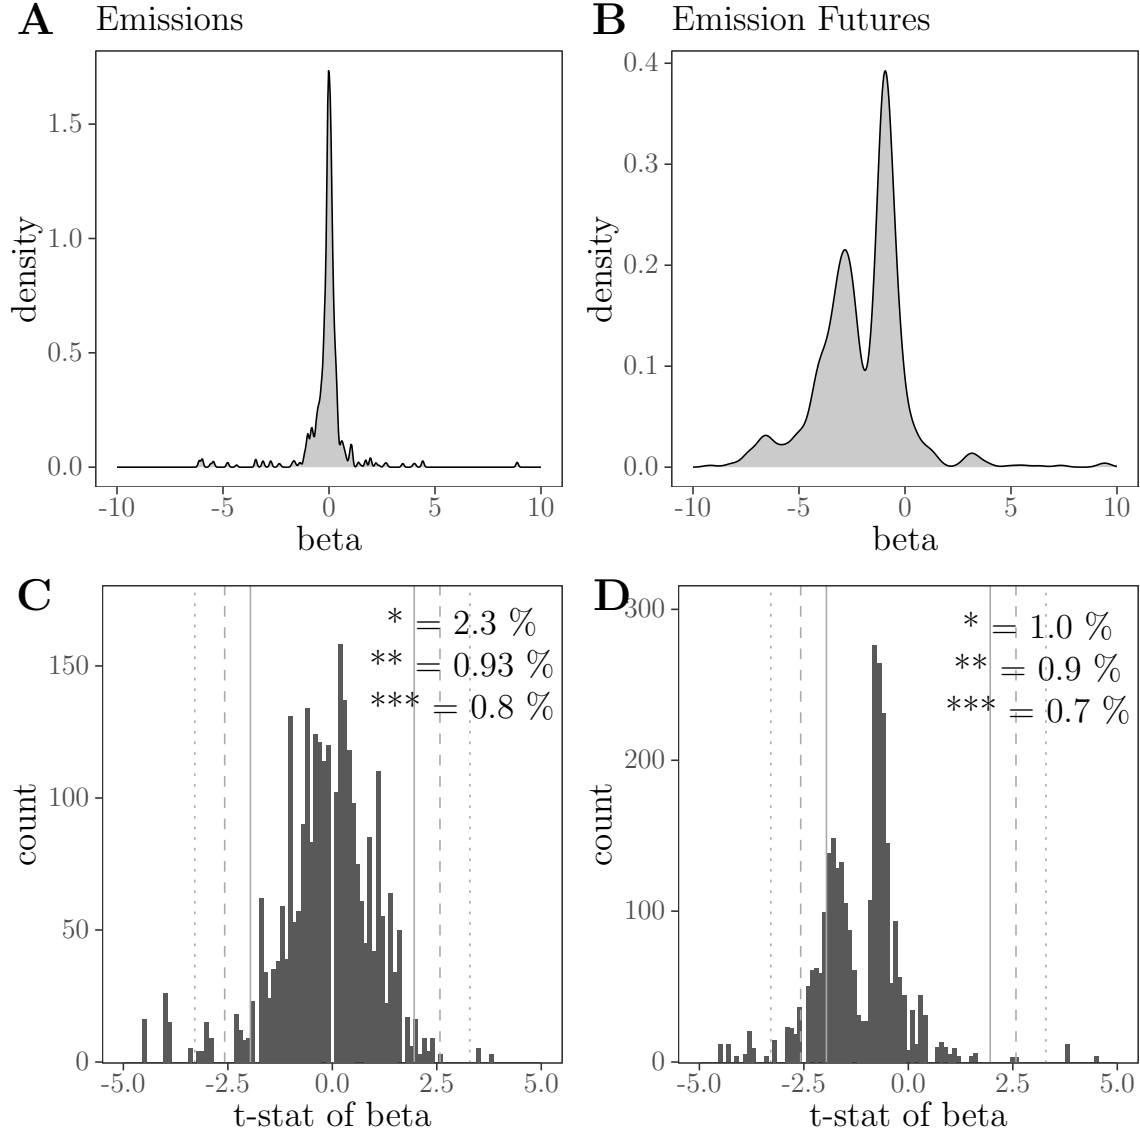 A Emissions
1.5
1.0
0.5
0.0
density
-10 -5 0 5 10
beta
B Emission Futures
0.4
0.3
0.2
0.1
0.0
density
-10 -5 0 5 10
beta
C
* = 2.3 %
** = 0.93 %
*** = 0.8 %
150
100
50
0
count
-5.0 -2.5 0.0 2.5 5.0
t-stat of beta
D
* = 1.0 %
** = 0.9 %
*** = 0.7 %
300
200
100
0
count
-5.0 -2.5 0.0 2.5 5.0
t-stat of beta